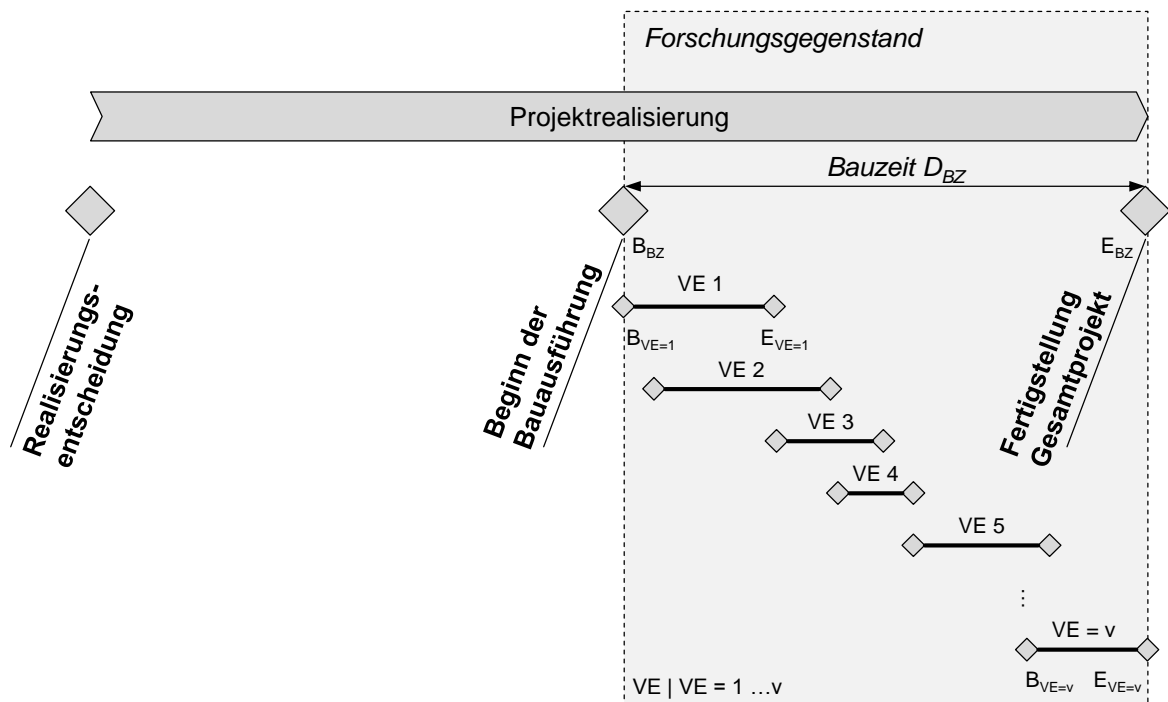 Forschungsgegenstand
Projektrealisierung
Bauzeit D_BZ
B_BZ
E_BZ
Realisierungs-
entscheidung
Beginn der
Bauausführung
Fertigstellung
Gesamtprojekt
VE 1
B_VE=1
E_VE=1
VE 2
VE 3
VE 4
VE 5
⋮
VE = v
B_VE=v
E_VE=v
VE | VE = 1 …v